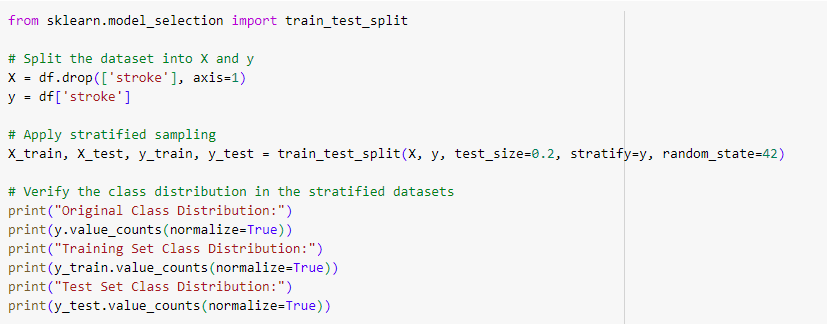 from sklearn.model_selection import train_test_split
# Split the dataset into X and y
X = df.drop(['stroke'], axis=1)
y = df['stroke']
# Apply stratified sampling
X_train, X_test, y_train, y_test = train_test_split(X, y, test_size=0.2, stratify=y, random_state=42)
# Verify the class distribution in the stratified datasets
print("Original Class Distribution:")
print(y.value_counts(normalize=True))
print("Training Set Class Distribution:")
print(y_train.value_counts(normalize=True))
print("Test Set Class Distribution:")
print(y_test.value_counts(normalize=True))